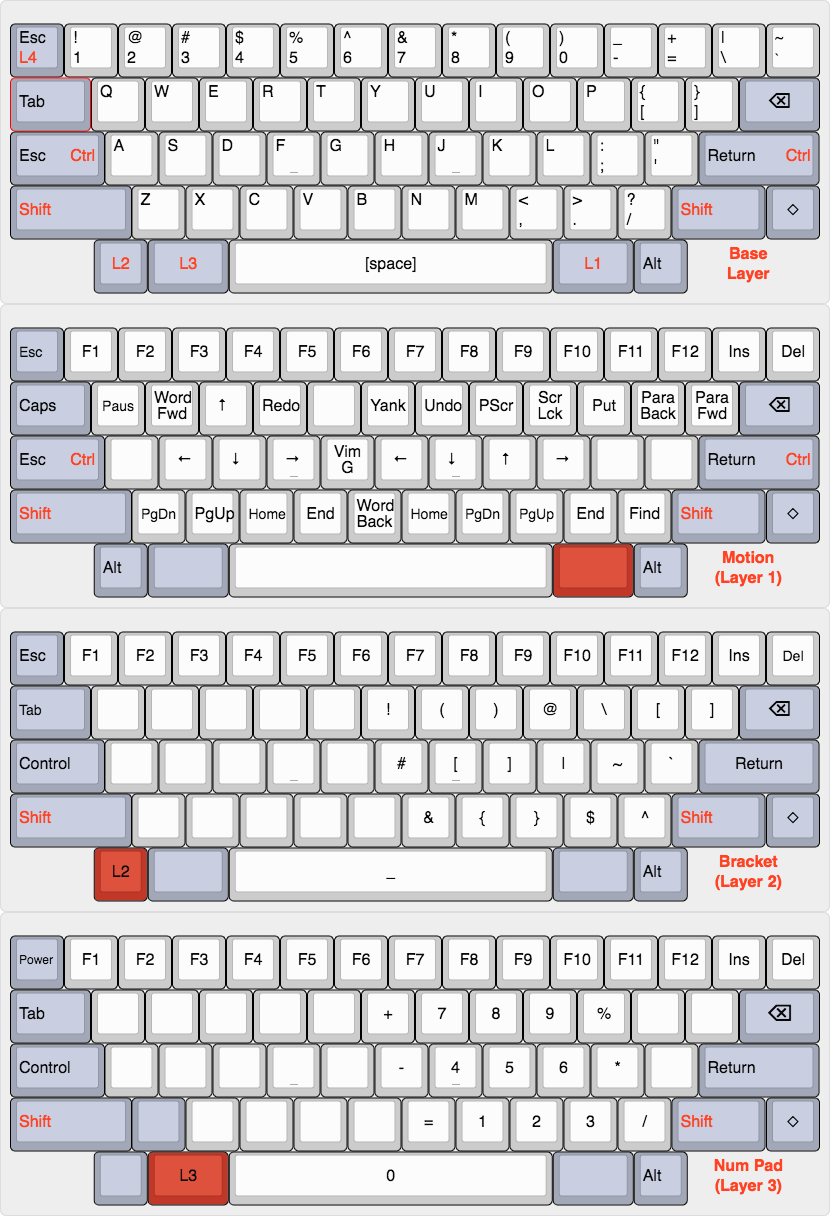 Esc ! @ # $ % ^ & * ( ) _ + | ~
L4 1 2 3 4 5 6 7 8 9 0 - = \ `
Tab Q W E R T Y U I O P { }
[ ] ⌫
Esc Ctrl A S D F G H J K L : " Return Ctrl
_ _ ; '
Shift Z X C V B N M < > ? Shift ◇
, . /
L2 L3 [space] L1 Alt Base
Layer
Esc F1 F2 F3 F4 F5 F6 F7 F8 F9 F10 F11 F12 Ins Del
Caps Paus Word ↑ Redo Yank Undo PScr Scr Put Para Para ⌫
Fwd Lck Back Fwd
Esc Ctrl ← ↓ → Vim ← ↓ ↑ → Return Ctrl
_ G _
Shift PgDn PgUp Home End Word Home PgDn PgUp End Find Shift ◇
Back
Alt Alt Motion
(Layer 1)
Esc F1 F2 F3 F4 F5 F6 F7 F8 F9 F10 F11 F12 Ins Del
Tab ! ( ) @ \ [ ] ⌫
Control # [ ] | ~ ` Return
_ _
Shift & { } $ ^ Shift ◇
L2 _ Alt Bracket
(Layer 2)
Power F1 F2 F3 F4 F5 F6 F7 F8 F9 F10 F11 F12 Ins Del
Tab + 7 8 9 % ⌫
Control - 4 5 6 * Return
_ _
Shift = 1 2 3 / Shift ◇
L3 0 Alt Num Pad
(Layer 3)